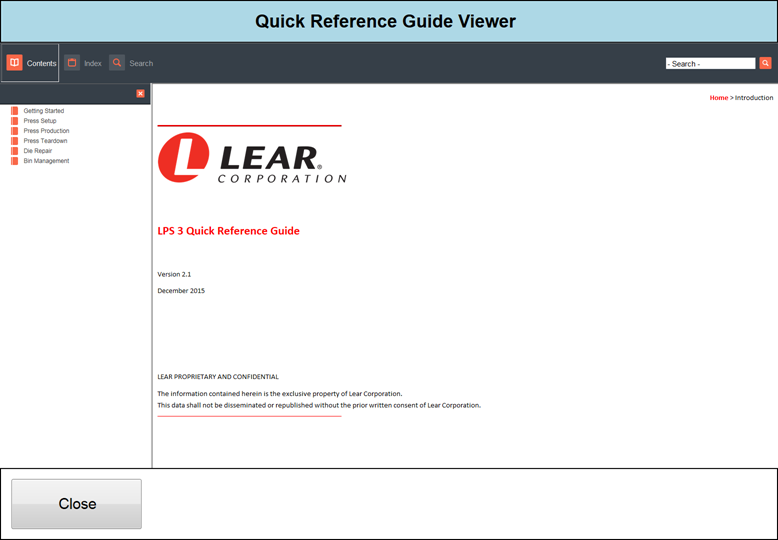 Quick Reference Guide Viewer
Contents Index Search - Search -
Home > Introduction
Getting Started
Press Setup
Press Production
Press Teardown
Die Repair
Bin Management
LEAR®
CORPORATION
LPS 3 Quick Reference Guide
Version 2.1
December 2015
LEAR PROPRIETARY AND CONFIDENTIAL
The information contained herein is the exclusive property of Lear Corporation.
This data shall not be disseminated or republished without the prior written consent of Lear Corporation.
Close